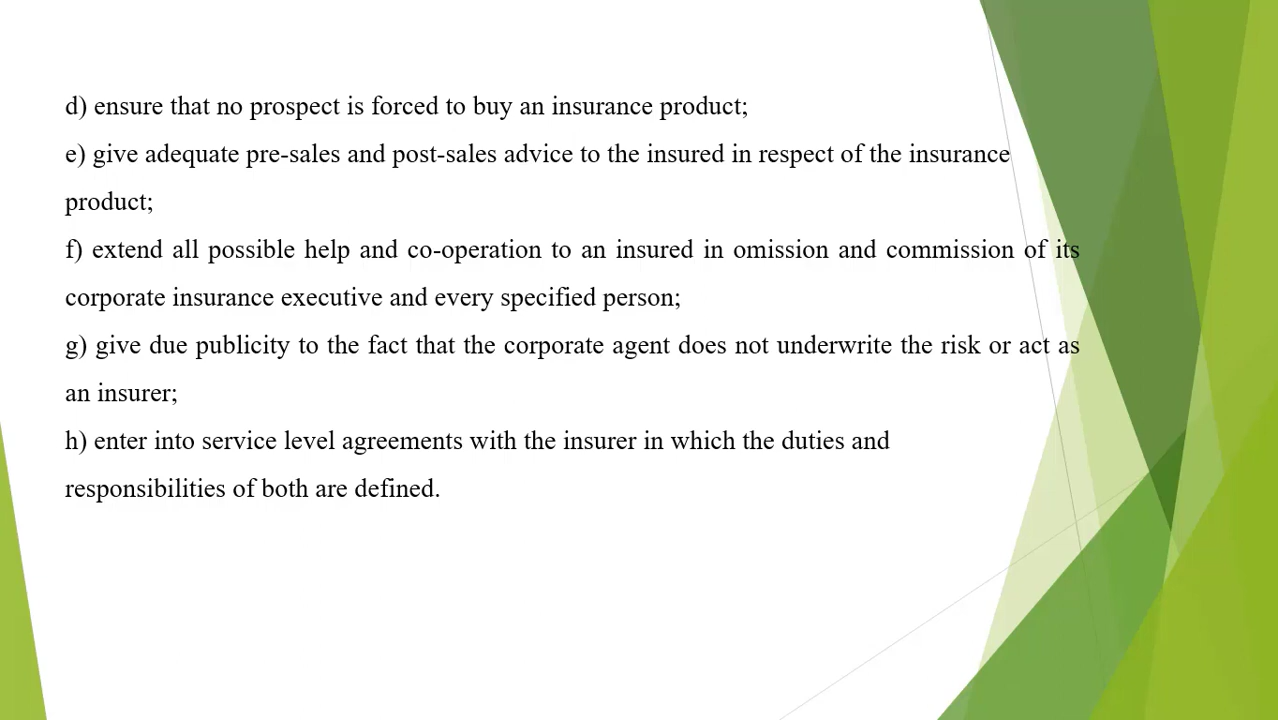 d) ensure that no prospect is forced to buy an insurance product;
e) give adequate pre-sales and post-sales advice to the insured in respect of the insurance
product;
f) extend all possible help and co-operation to an insured in omission and commission of its
corporate insurance executive and every specified person;
g) give due publicity to the fact that the corporate agent does not underwrite the risk or act as
an insurer;
h) enter into service level agreements with the insurer in which the duties and
responsibilities of both are defined.